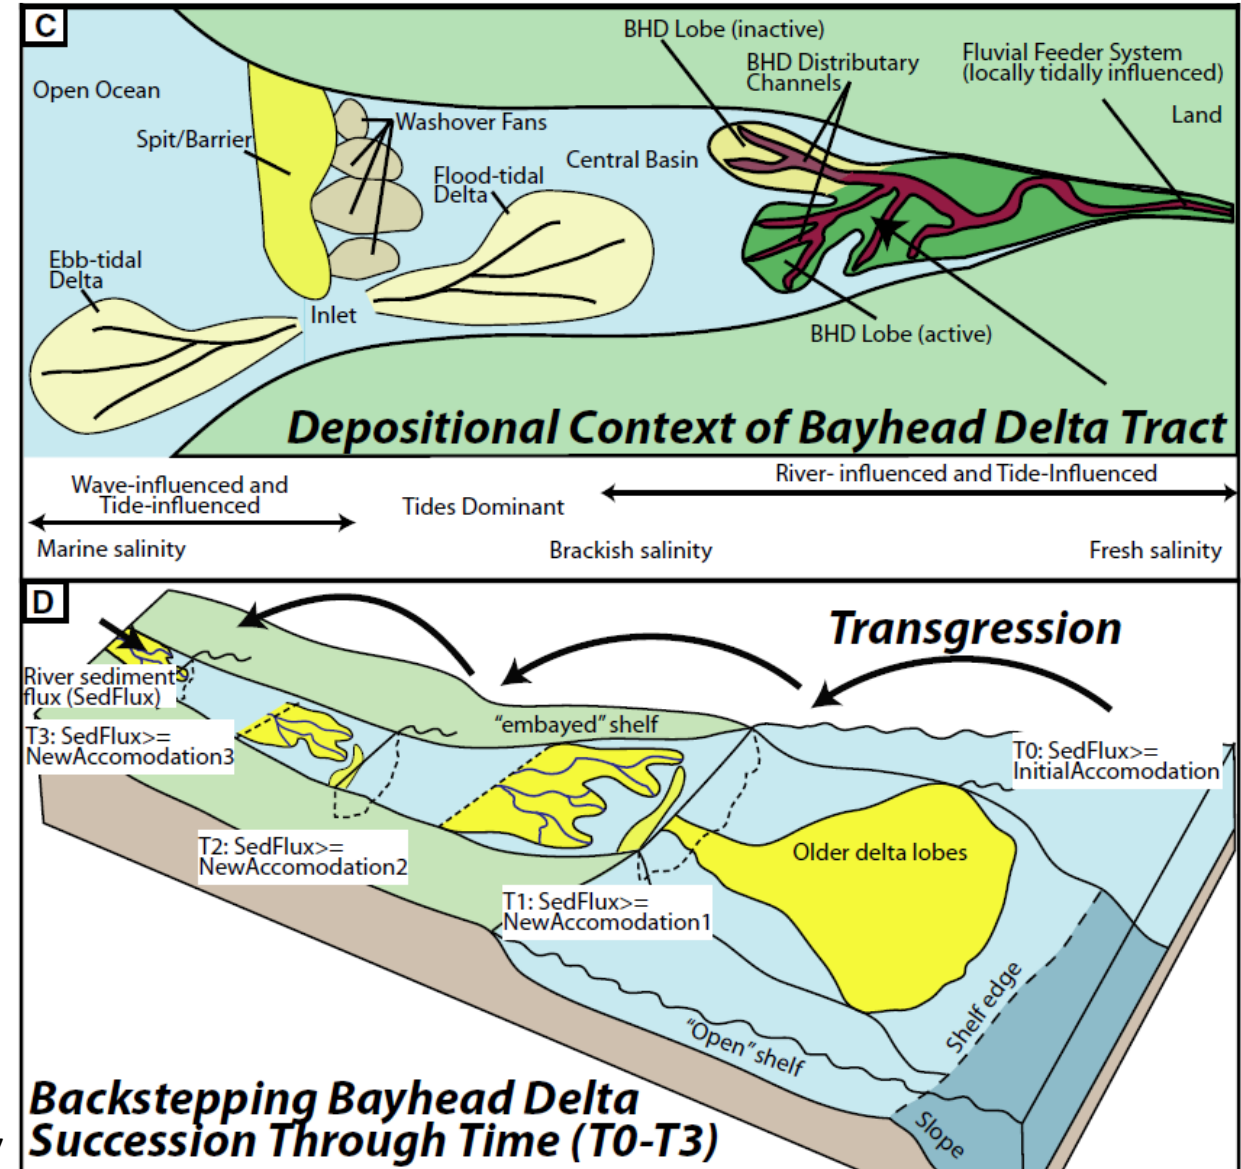 C
BHD Lobe (inactive)
BHD Distributary
Channels
Fluvial Feeder System
(locally tidally influenced)
Open Ocean
Land
Spit/Barrier
Washover Fans
Central Basin
Flood-tidal
Delta
Ebb-tidal
Delta
Inlet
BHD Lobe (active)
Depositional Context of Bayhead Delta Tract
River- influenced and Tide-Influenced
Wave-influenced and
Tide-influenced
Tides Dominant
Marine salinity
Brackish salinity
Fresh salinity
D
Transgression
River sediment
flux (SedFlux)
"embayed" shelf
T3: SedFlux>=
NewAccomodation3
T0: SedFlux>=
InitialAccomodation
T2: SedFlux>=
NewAccomodation2
Older delta lobes
T1: SedFlux>=
NewAccomodation1
Shelf edge
"Open" shelf
Slope
Backstepping Bayhead Delta
Succession Through Time (T0-T3)